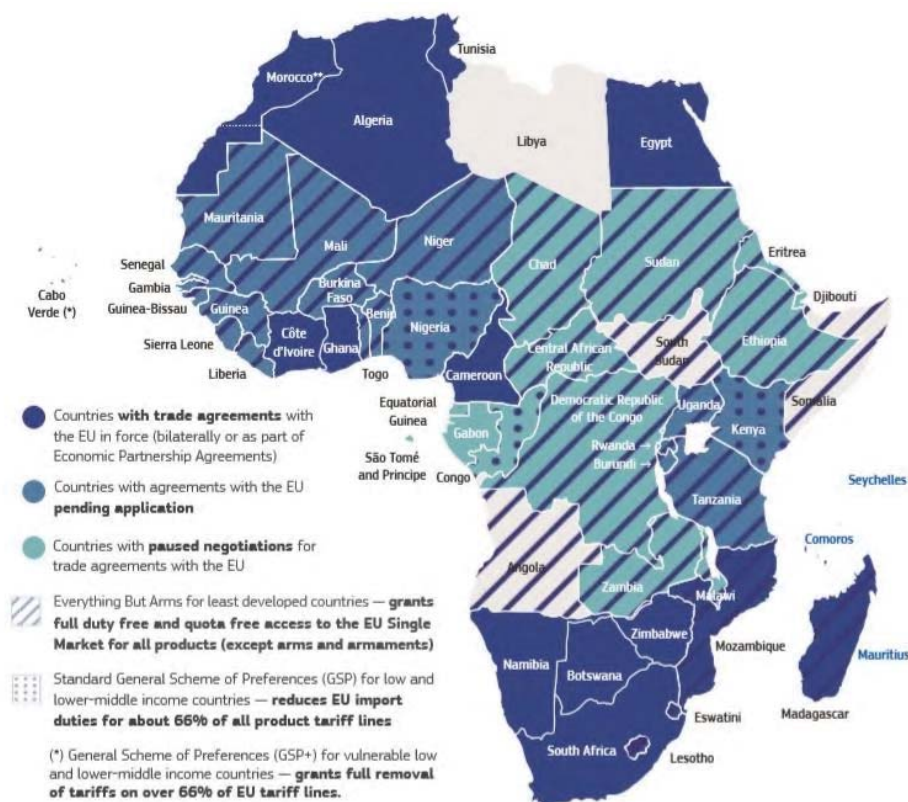 Tunisia
Morocco**
Algeria
Libya
Egypt
Mauritania
Mali
Niger
Chad
Sudan
Eritrea
Senegal
Gambia
Guinea-Bissau
Cabo
Verde (*)
Guinea
Burkina
Faso
Benin
Nigeria
Djibouti
Ethiopia
Sierra Leone
Côte
d'Ivoire
Ghana
Liberia
Togo
Cameroon
Central African
Republic
South
Sudan
Somalia
Equatorial
Guinea
Gabon
São Tomé
and Principe
Congo
Democratic Republic
of the Congo
Uganda
Kenya
Rwanda →
Burundi →
Tanzania
Seychelles
Comoros
Angola
Zambia
Malawi
Mozambique
Zimbabwe
Namibia
Botswana
Mauritius
Madagascar
Eswatini
South Africa
Lesotho
Countries with trade agreements with
the EU in force (bilaterally or as part of
Economic Partnership Agreements)
Countries with agreements with the EU
pending application
Countries with paused negotiations for
trade agreements with the EU
Everything But Arms for least developed countries — grants
full duty free and quota free access to the EU Single
Market for all products (except arms and armaments)
Standard General Scheme of Preferences (GSP) for low and
lower-middle income countries — reduces EU import
duties for about 66% of all product tariff lines
(*) General Scheme of Preferences (GSP+) for vulnerable low
and lower-middle income countries — grants full removal
of tariffs on over 66% of EU tariff lines.